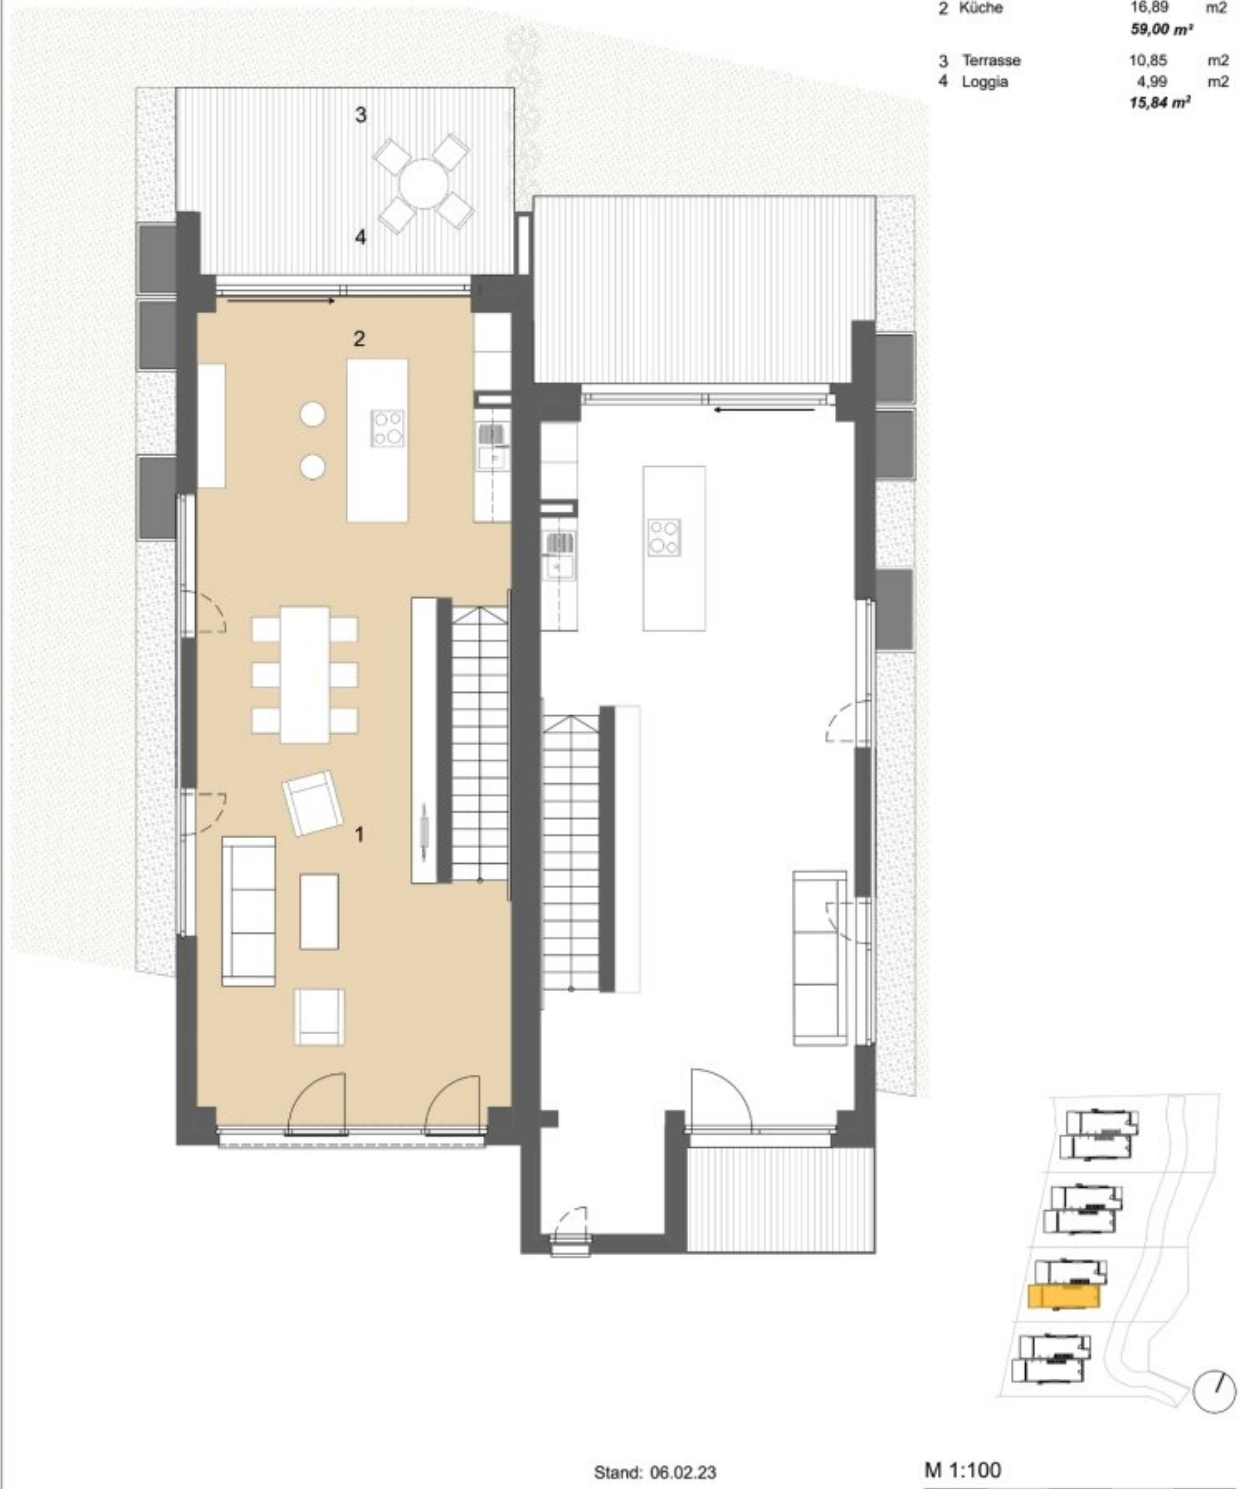 2 Küche 16,89 m2
59,00 m²
3 Terrasse 10,85 m2
4 Loggia 4,99 m2
15,84 m²
3
4
2
1
Stand: 06.02.23
M 1:100